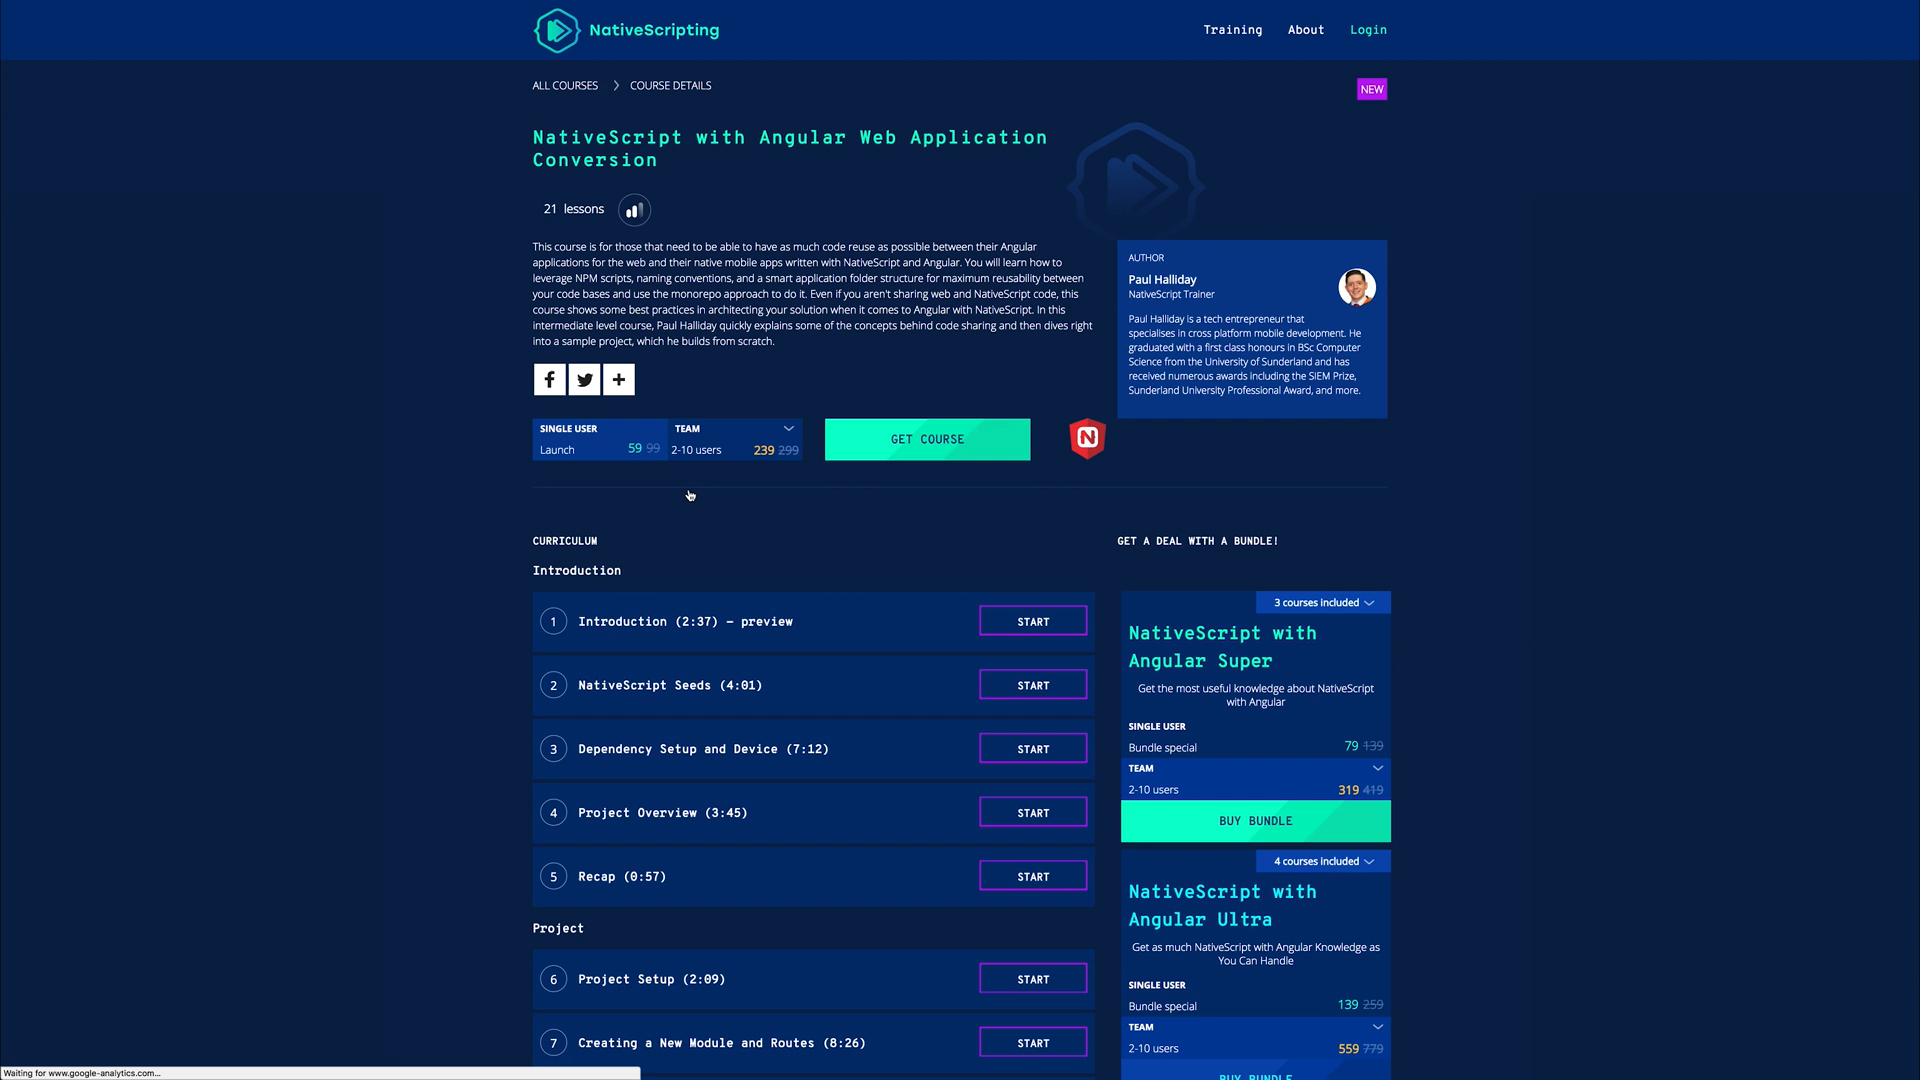 NativeScripting
Training
About
Login
ALL COURSES
COURSE DETAILS
NEW
NativeScript with Angular Web Application
Conversion
21 lessons
This course is for those that need to be able to have as much code reuse as possible between their Angular
applications for the web and their native mobile apps written with NativeScript and Angular. You will learn how to
leverage NPM scripts, naming conventions, and a smart application folder structure for maximum reusability between
your code bases and use the monorepo approach to do it. Even if you aren't sharing web and NativeScript code, this
course shows some best practices in architecting your solution when it comes to Angular with NativeScript. In this
intermediate level course, Paul Halliday quickly explains some of the concepts behind code sharing and then dives right
into a sample project, which he builds from scratch.
AUTHOR
Paul Halliday
NativeScript Trainer
Paul Halliday is a tech entrepreneur that
specialises in cross platform mobile development. He
graduated with a first class honours in BSc Computer
Science from the University of Sunderland and has
received numerous awards including the SIEM Prize,
Sunderland University Professional Award, and more.
SINGLE USER
Launch 59 99
TEAM
2-10 users 239 299
GET COURSE
N
CURRICULUM
Introduction
1 Introduction (2:37) - preview START
2 NativeScript Seeds (4:01) START
3 Dependency Setup and Device (7:12) START
4 Project Overview (3:45) START
5 Recap (0:57) START
Project
6 Project Setup (2:09) START
7 Creating a New Module and Routes (8:26) START
GET A DEAL WITH A BUNDLE!
3 courses included
NativeScript with
Angular Super
Get the most useful knowledge about NativeScript
with Angular
SINGLE USER
Bundle special 79 139
TEAM
2-10 users 319 419
BUY BUNDLE
4 courses included
NativeScript with
Angular Ultra
Get as much NativeScript with Angular Knowledge as
You Can Handle
SINGLE USER
Bundle special 139 259
TEAM
2-10 users 559 779
BUY BUNDLE
Waiting for www.google-analytics.com...